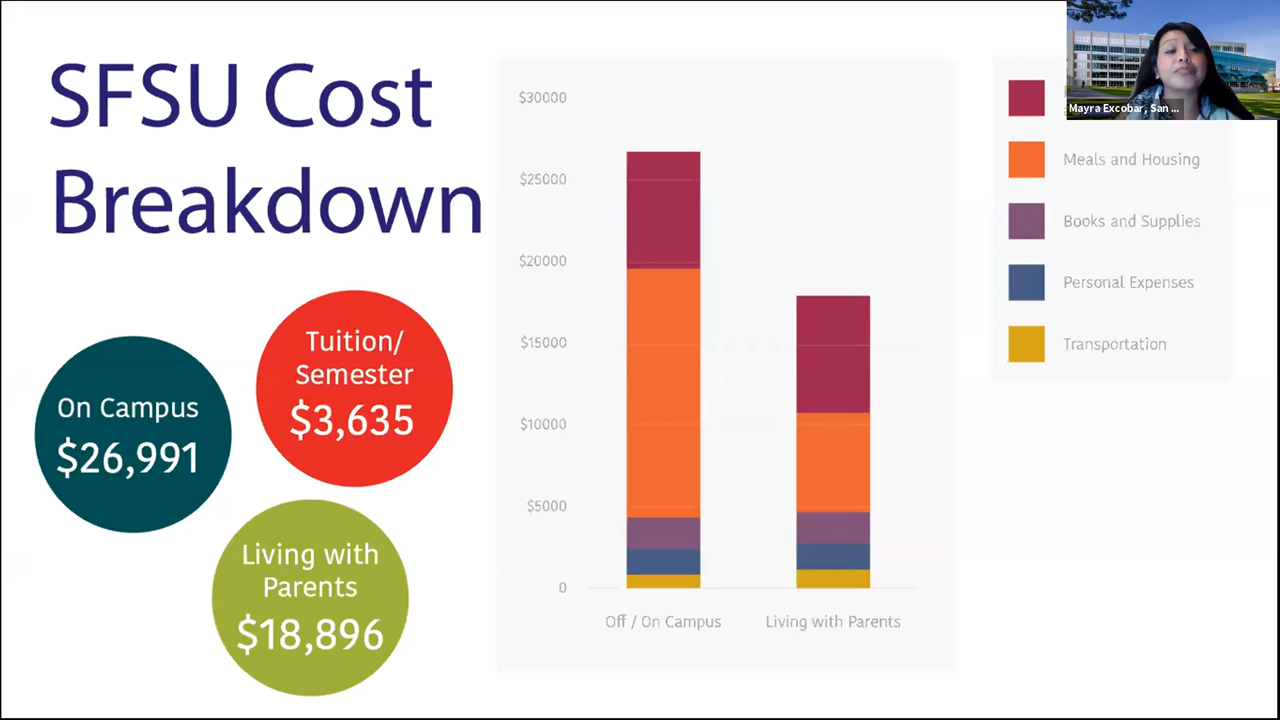 SFSU Cost
Breakdown
On Campus
$26,991
Tuition/
Semester
$3,635
Living with
Parents
$18,896
$30000
$25000
$20000
$15000
$10000
$5000
0
Off / On Campus
Living with Parents
Mayra Excobar, San ...
Meals and Housing
Books and Supplies
Personal Expenses
Transportation